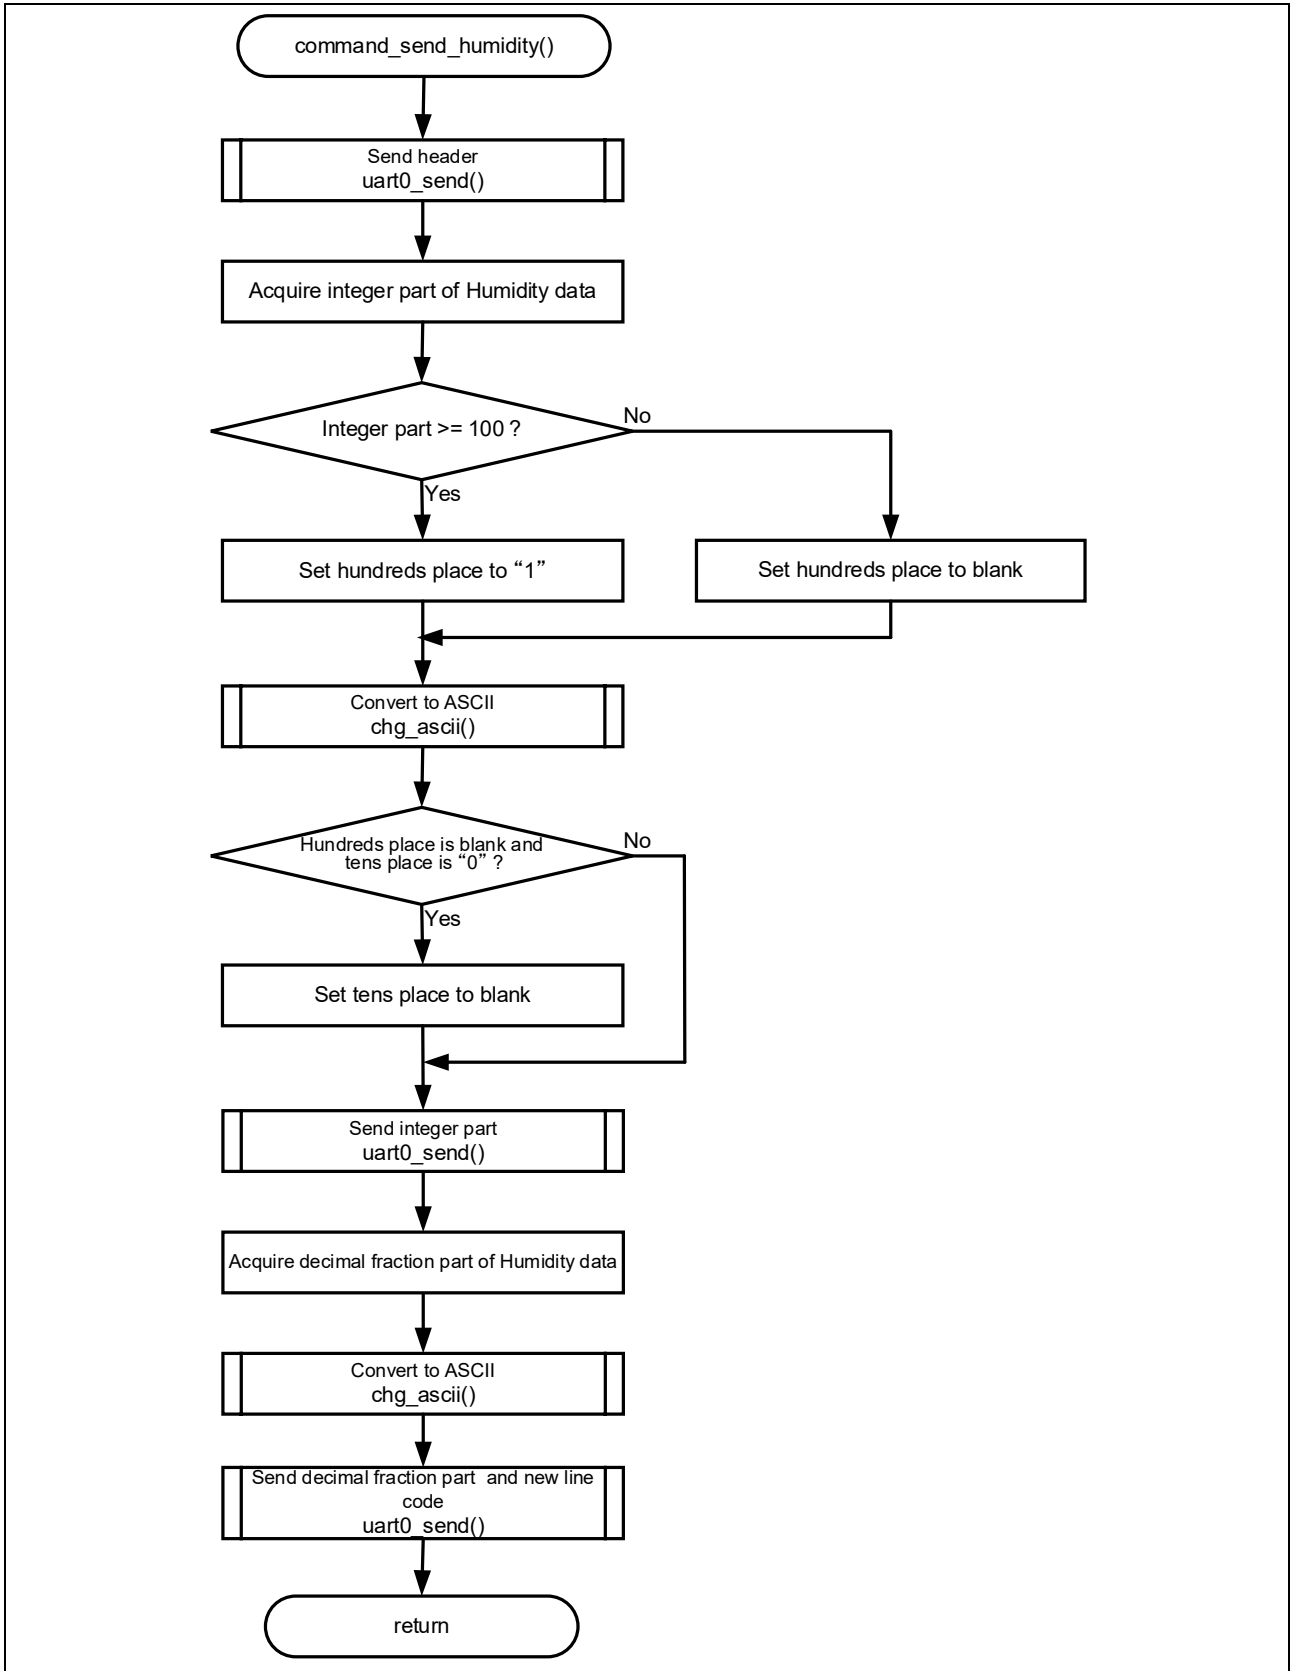 command_send_humidity()
Send header
uart0_send()
Acquire integer part of Humidity data
Integer part >= 100 ?
No
Yes
Set hundreds place to “1”
Set hundreds place to blank
Convert to ASCII
chg_ascii()
Hundreds place is blank and
tens place is “0” ?
No
Yes
Set tens place to blank
Send integer part
uart0_send()
Acquire decimal fraction part of Humidity data
Convert to ASCII
chg_ascii()
Send decimal fraction part  and new line
code
uart0_send()
return